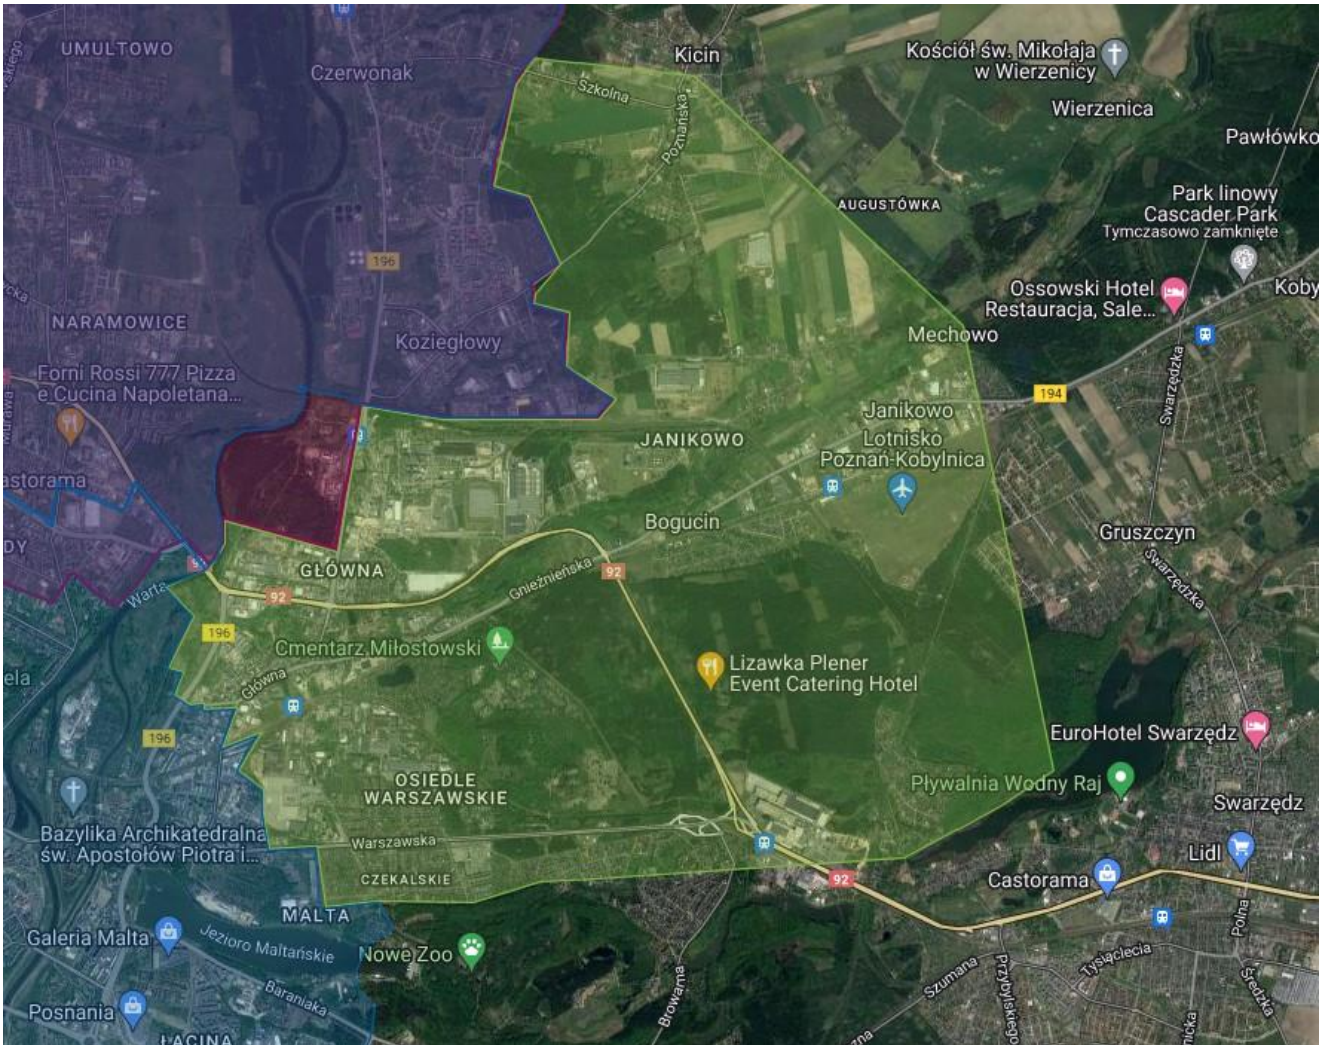 UMULTOWO
Czerwonak
Kicin
Szkolna
Poznańska
Kościół św. Mikołaja
w Wierzenicy
Wierzenica
Pawłówko
AUGUSTÓWKA
Park linowy
Cascader Park
Tymczasowo zamknięte
196
Ossowski Hotel
Restauracja, Sale...
Koby
NARAMOWICE
Koziegłowy
Mechowo
Forni Rossi 777 Pizza
e Cucina Napoletana...
Swarzędzka
194
Janikowo
JANIKOWO
Lotnisko
Poznań-Kobylnica
astorama
Bogucin
Gruszczyn
DY
GŁÓWNA
Gnieźnieńska
92
92
Warta
Swarzędzka
196
Cmentarz Miłostowski
Główna
Lizawka Plener
Event Catering Hotel
ela
196
EuroHotel Swarzędz
OSIEDLE
WARSZAWSKIE
Pływalnia Wodny Raj
Swarzędz
Bazylika Archikatedralna
św. Apostołów Piotra i...
Warszawska
Lidl
CZEKALSKIE
92
Castorama
MALTA
Galeria Malta
Jezioro Maltańskie
Nowe Zoo
Polna
Tysiąclecia
Szumana
Baraniaka
Browarna
Przybylskiego
Średzka
Posnania
ŁACINA
zna
nicka